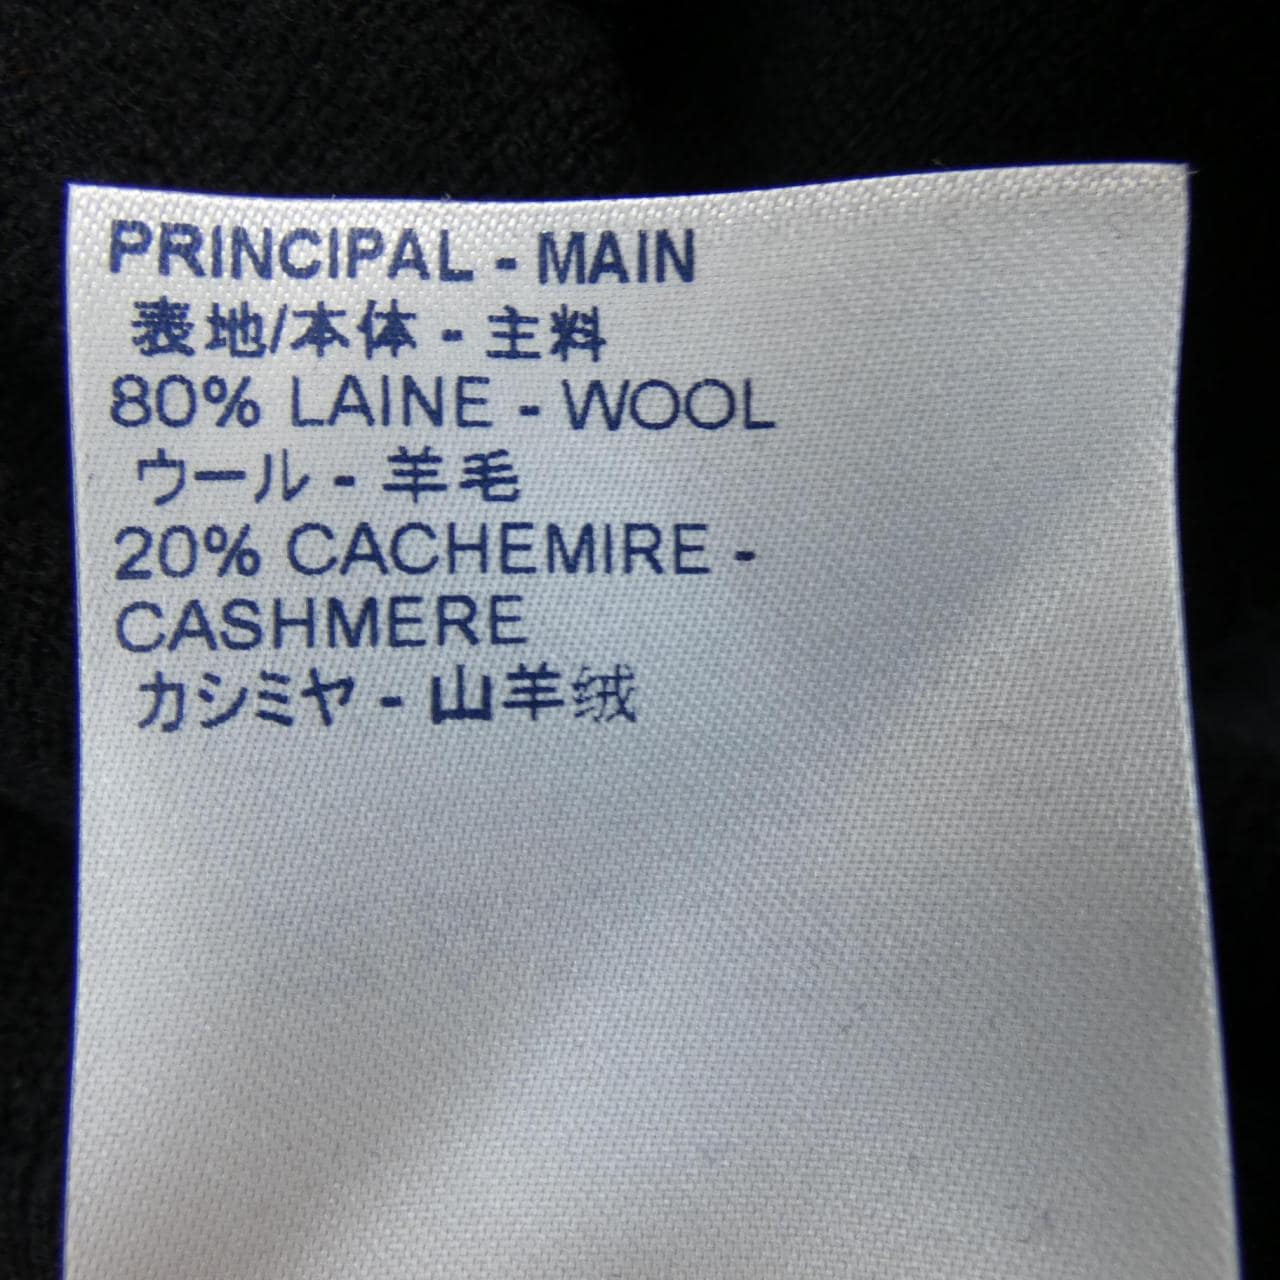 PRINCIPAL - MAIN
表地/本体 - 主料
80% LAINE - WOOL
ウール - 羊毛
20% CACHEMIRE -
CASHMERE
カシミヤ - 山羊绒